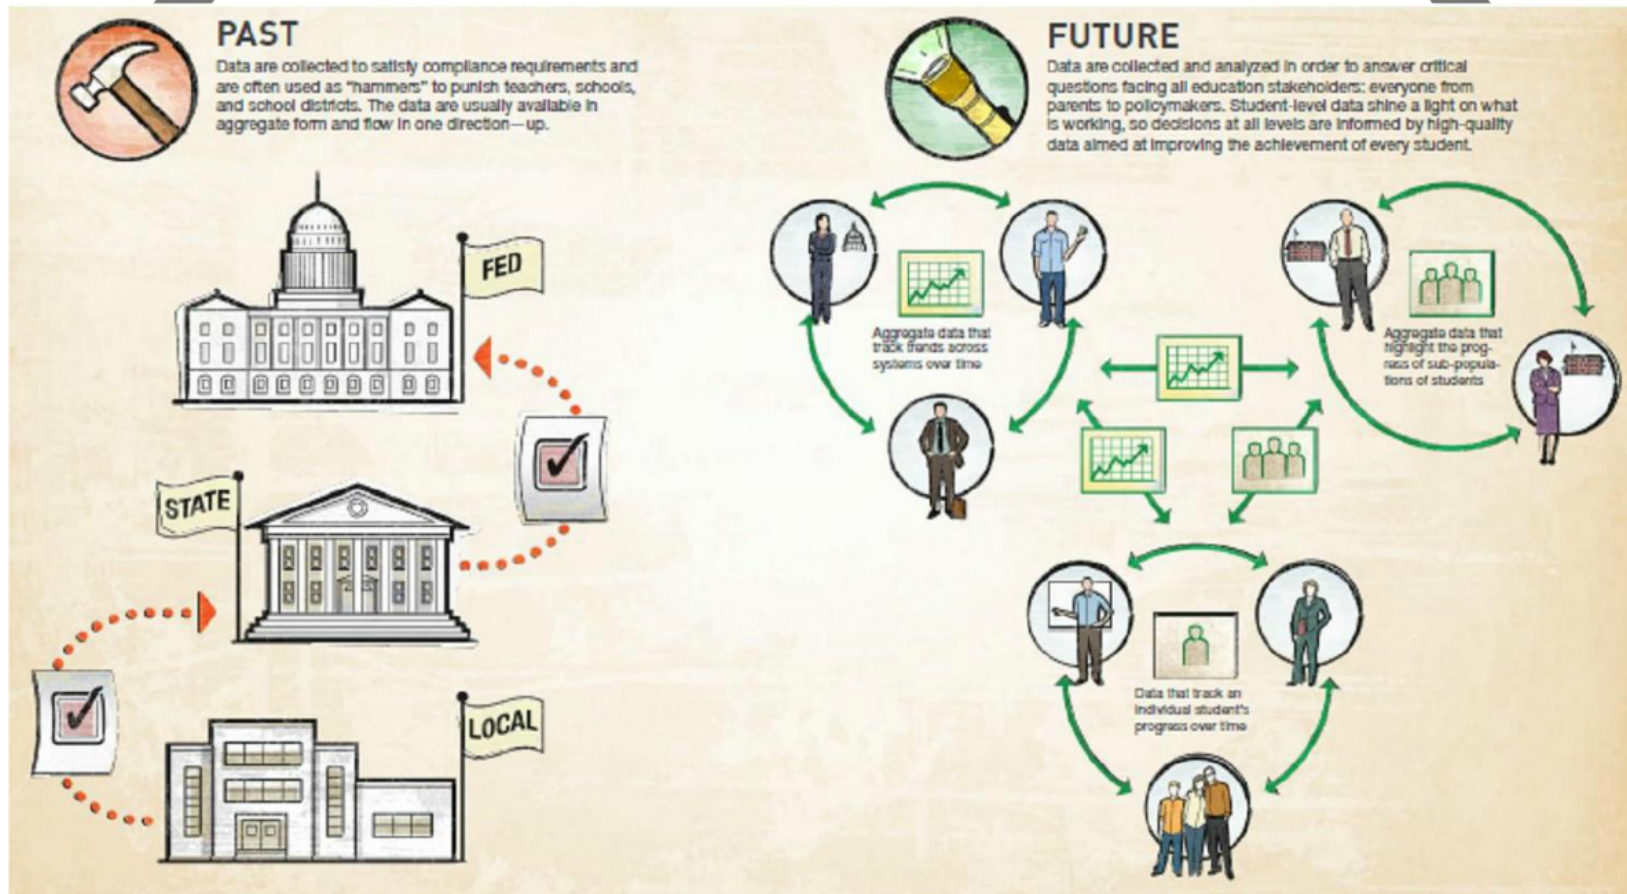 PAST
Data are collected to satisfy compliance requirements and
are often used as "hammers" to punish teachers, schools,
and school districts. The data are usually available in
aggregate form and flow in one direction—up.
FED
STATE
LOCAL
FUTURE
Data are collected and analyzed in order to answer critical
questions facing all education stakeholders: everyone from
parents to policymakers. Student-level data shine a light on what
is working, so decisions at all levels are informed by high-quality
data aimed at improving the achievement of every student.
Aggregate data that
track trends across
systems over time
Aggregate data that
highlight the prog-
ress of sub-popula-
tions of students
Data that track an
individual student's
progress over time